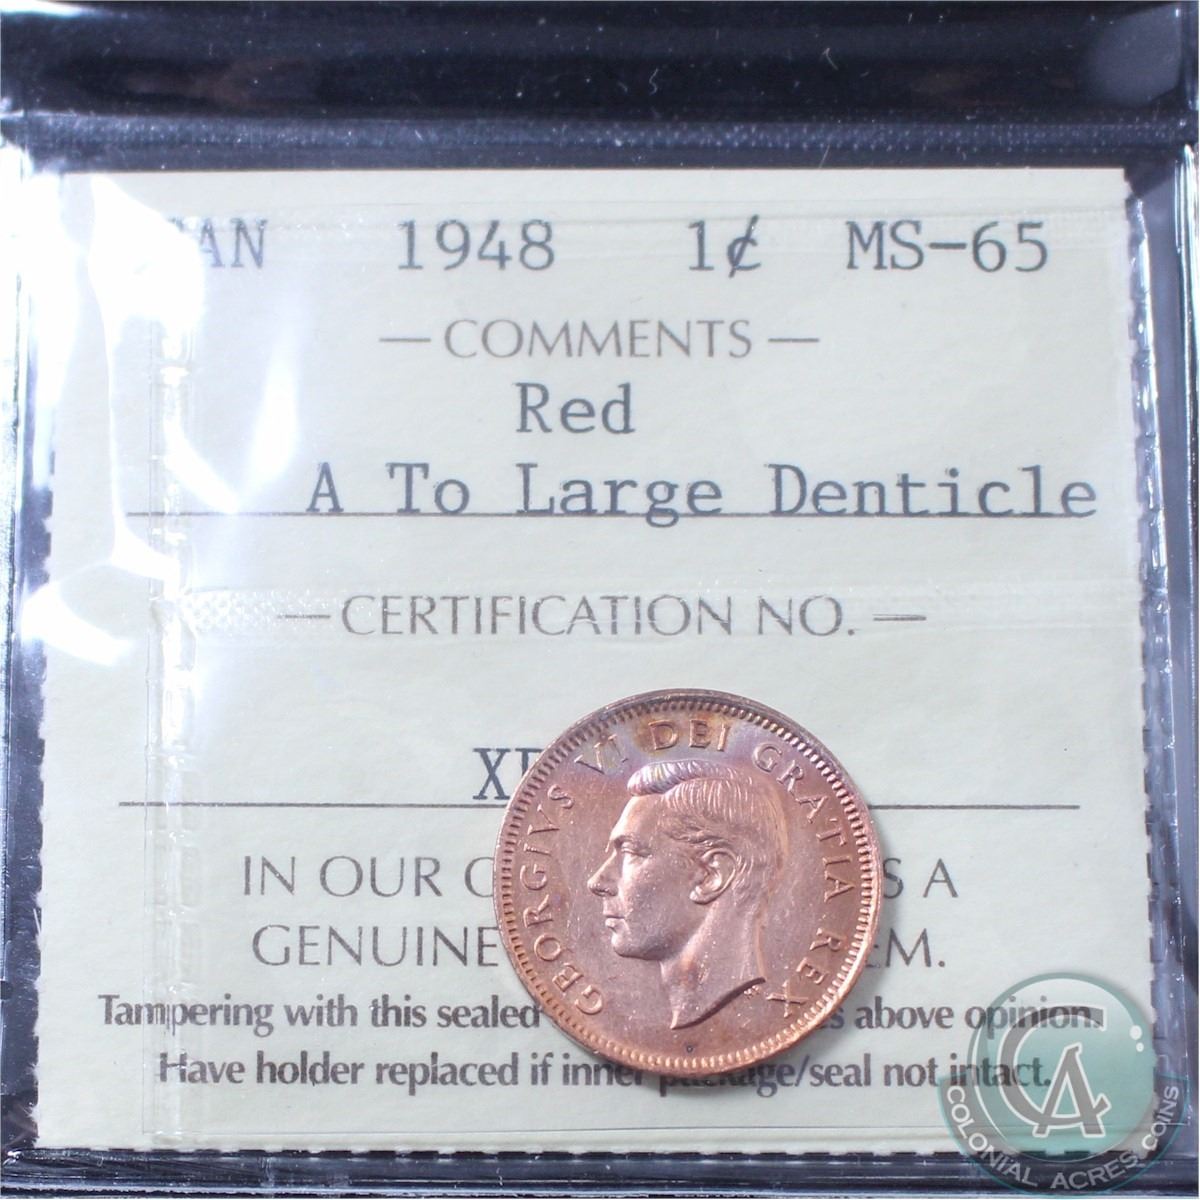 CAN 1948 1¢ MS-65
— COMMENTS —
Red
A To Large Denticle
— CERTIFICATION NO. —
GEORGIVS VI DEI GRATIA REX
IN OUR S A
GENUINE EM.
Tampering with this sealed above opinion.
Have holder replaced if inner package/seal not intact.
CA
COLONIAL ACRES COINS